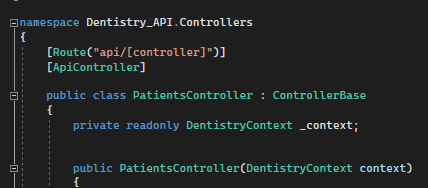 namespace Dentistry_API.Controllers
{
[Route("api/[controller]")]
[ApiController]
public class PatientsController : ControllerBase
{
private readonly DentistryContext _context;
public PatientsController(DentistryContext context)
{